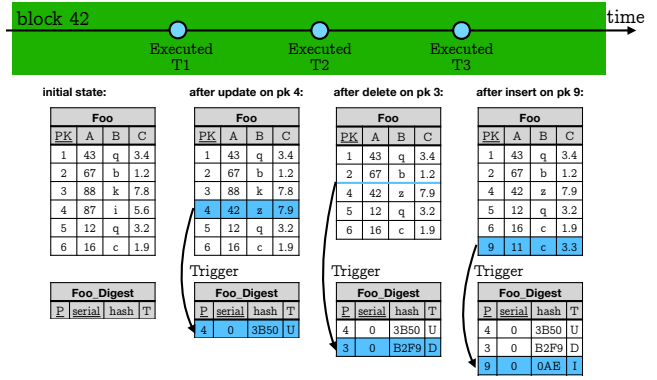 block 42
time
Executed
T1
Executed
T2
Executed
T3
initial state:
after update on pk 4:
after delete on pk 3:
after insert on pk 9:
Foo
PK A B C
1 43 q 3.4
2 67 b 1.2
3 88 k 7.8
4 87 i 5.6
5 12 q 3.2
6 16 c 1.9
Foo
PK A B C
1 43 q 3.4
2 67 b 1.2
3 88 k 7.8
4 42 z 7.9
5 12 q 3.2
6 16 c 1.9
Foo
PK A B C
1 43 q 3.4
2 67 b 1.2
4 42 z 7.9
5 12 q 3.2
6 16 c 1.9
Foo
PK A B C
1 43 q 3.4
2 67 b 1.2
4 42 z 7.9
5 12 q 3.2
6 16 c 1.9
9 11 c 3.3
Trigger
Trigger
Trigger
Foo_Digest
P serial hash T
Foo_Digest
P serial hash T
4 0 3B50 U
Foo_Digest
P serial hash T
4 0 3B50 U
3 0 B2F9 D
Foo_Digest
P serial hash T
4 0 3B50 U
3 0 B2F9 D
9 0 0AE I